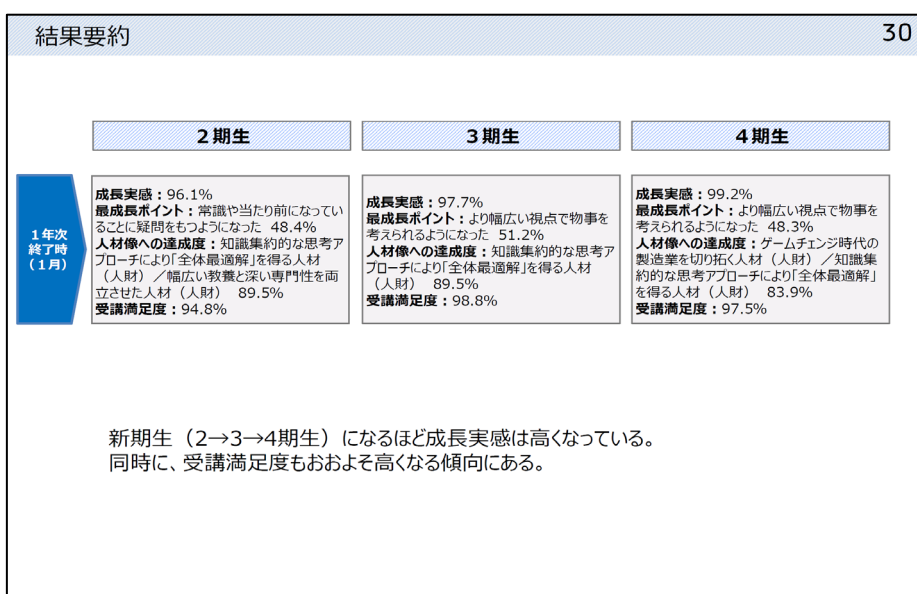 結果要約
30
2期生
3期生
4期生
1年次
終了時
(1月)
成長実感:96.1%
最成長ポイント:常識や当たり前になってい
ることに疑問をもつようになった 48.4%
人材像への達成度:知識集約的な思考ア
プローチにより「全体最適解」を得る人材
(人財)/幅広い教養と深い専門性を両
立させた人材(人財) 89.5%
受講満足度:94.8%
成長実感:97.7%
最成長ポイント:より幅広い視点で物事を
考えられるようになった 51.2%
人材像への達成度:知識集約的な思考ア
プローチにより「全体最適解」を得る人材
(人財) 89.5%
受講満足度:98.8%
成長実感:99.2%
最成長ポイント:より幅広い視点で物事を
考えられるようになった 48.3%
人材像への達成度:ゲームチェンジ時代の
製造業を切り拓く人材(人財)/知識集
約的な思考アプローチにより「全体最適解」
を得る人材(人財) 83.9%
受講満足度:97.5%
新期生(2→3→4期生)になるほど成長実感は高くなっている。
同時に、受講満足度もおおよそ高くなる傾向にある。